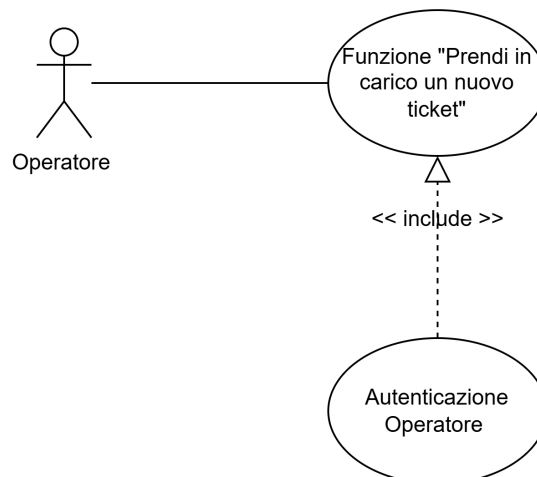 Funzione "Prendi in
carico un nuovo
ticket"
Operatore
<< include >>
Autenticazione
Operatore